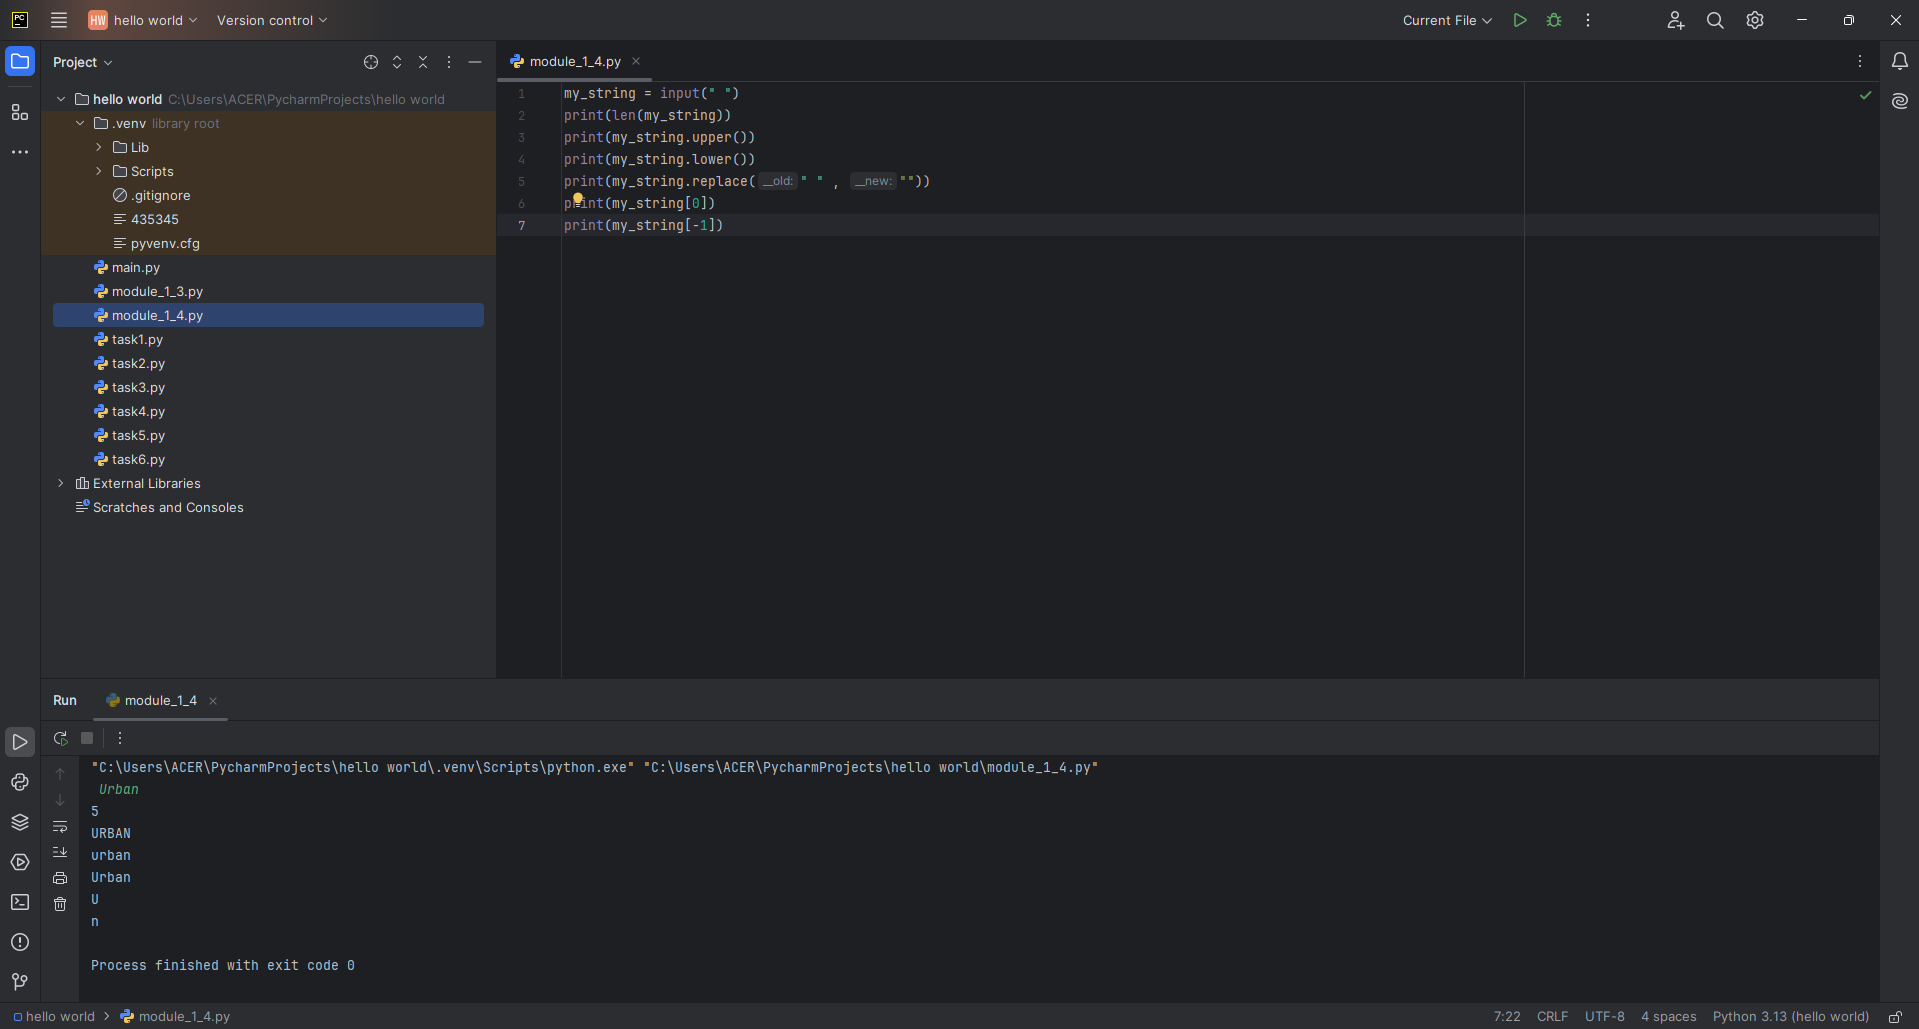 PC HW hello world Version control Current File
Project
module_1_4.py
hello world C:\Users\ACER\PycharmProjects\hello world
.venv library root
Lib
Scripts
.gitignore
435345
pyvenv.cfg
main.py
module_1_3.py
module_1_4.py
task1.py
task2.py
task3.py
task4.py
task5.py
task6.py
External Libraries
Scratches and Consoles
1 my_string = input(" ")
2 print(len(my_string))
3 print(my_string.upper())
4 print(my_string.lower())
5 print(my_string.replace( __old: " " , __new: ""))
6 print(my_string[0])
7 print(my_string[-1])
Run module_1_4
"C:\Users\ACER\PycharmProjects\hello world\.venv\Scripts\python.exe" "C:\Users\ACER\PycharmProjects\hello world\module_1_4.py"
Urban
5
URBAN
urban
Urban
U
n
Process finished with exit code 0
hello world module_1_4.py 7:22 CRLF UTF-8 4 spaces Python 3.13 (hello world)